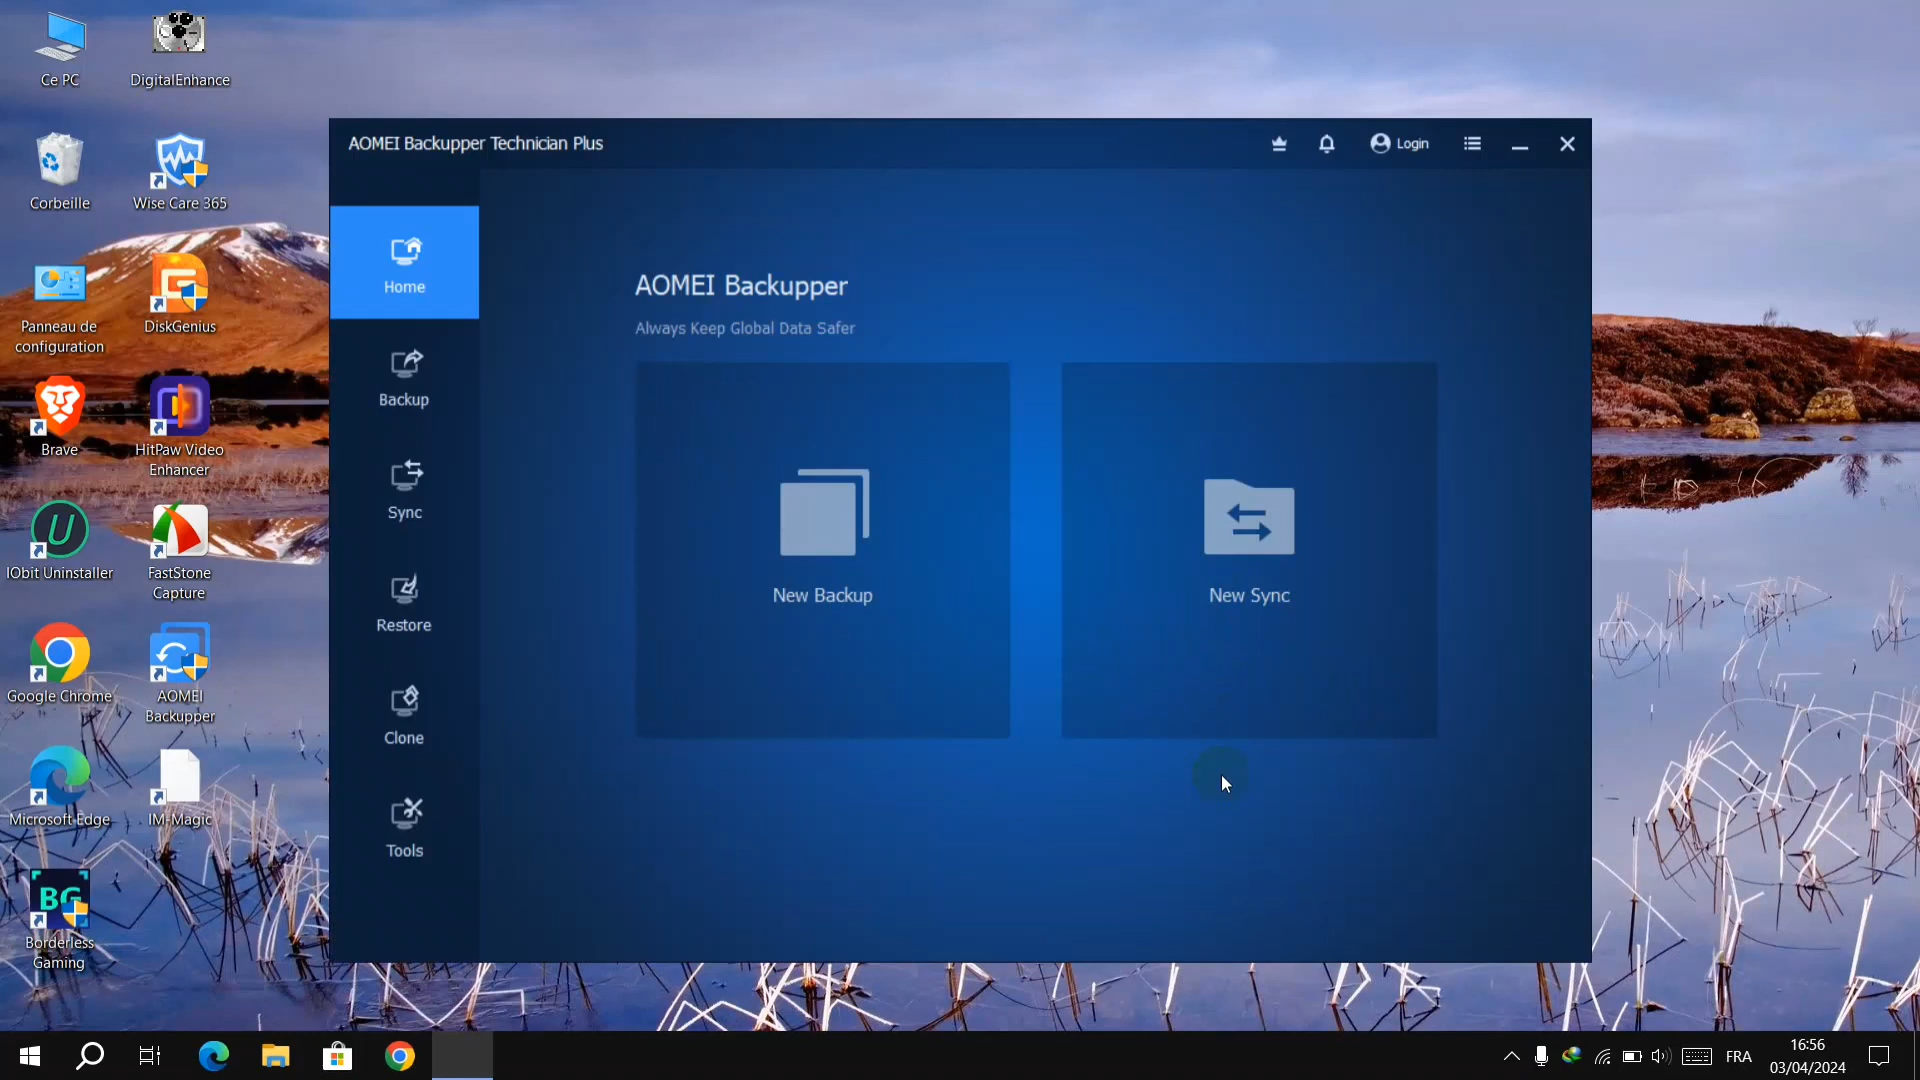 Ce PC
DigitalEnhance
Corbeille
Wise Care 365
Panneau de
configuration
DiskGenius
Brave
HitPaw Video
Enhancer
IObit Uninstaller
FastStone
Capture
Google Chrome
AOMEI
Backupper
Microsoft Edge
IM-Magic
BG
Borderless
Gaming
AOMEI Backupper Technician Plus
Login
Home
Backup
Sync
Restore
Clone
Tools
AOMEI Backupper
Always Keep Global Data Safer
New Backup
New Sync
FRA
16:56
03/04/2024